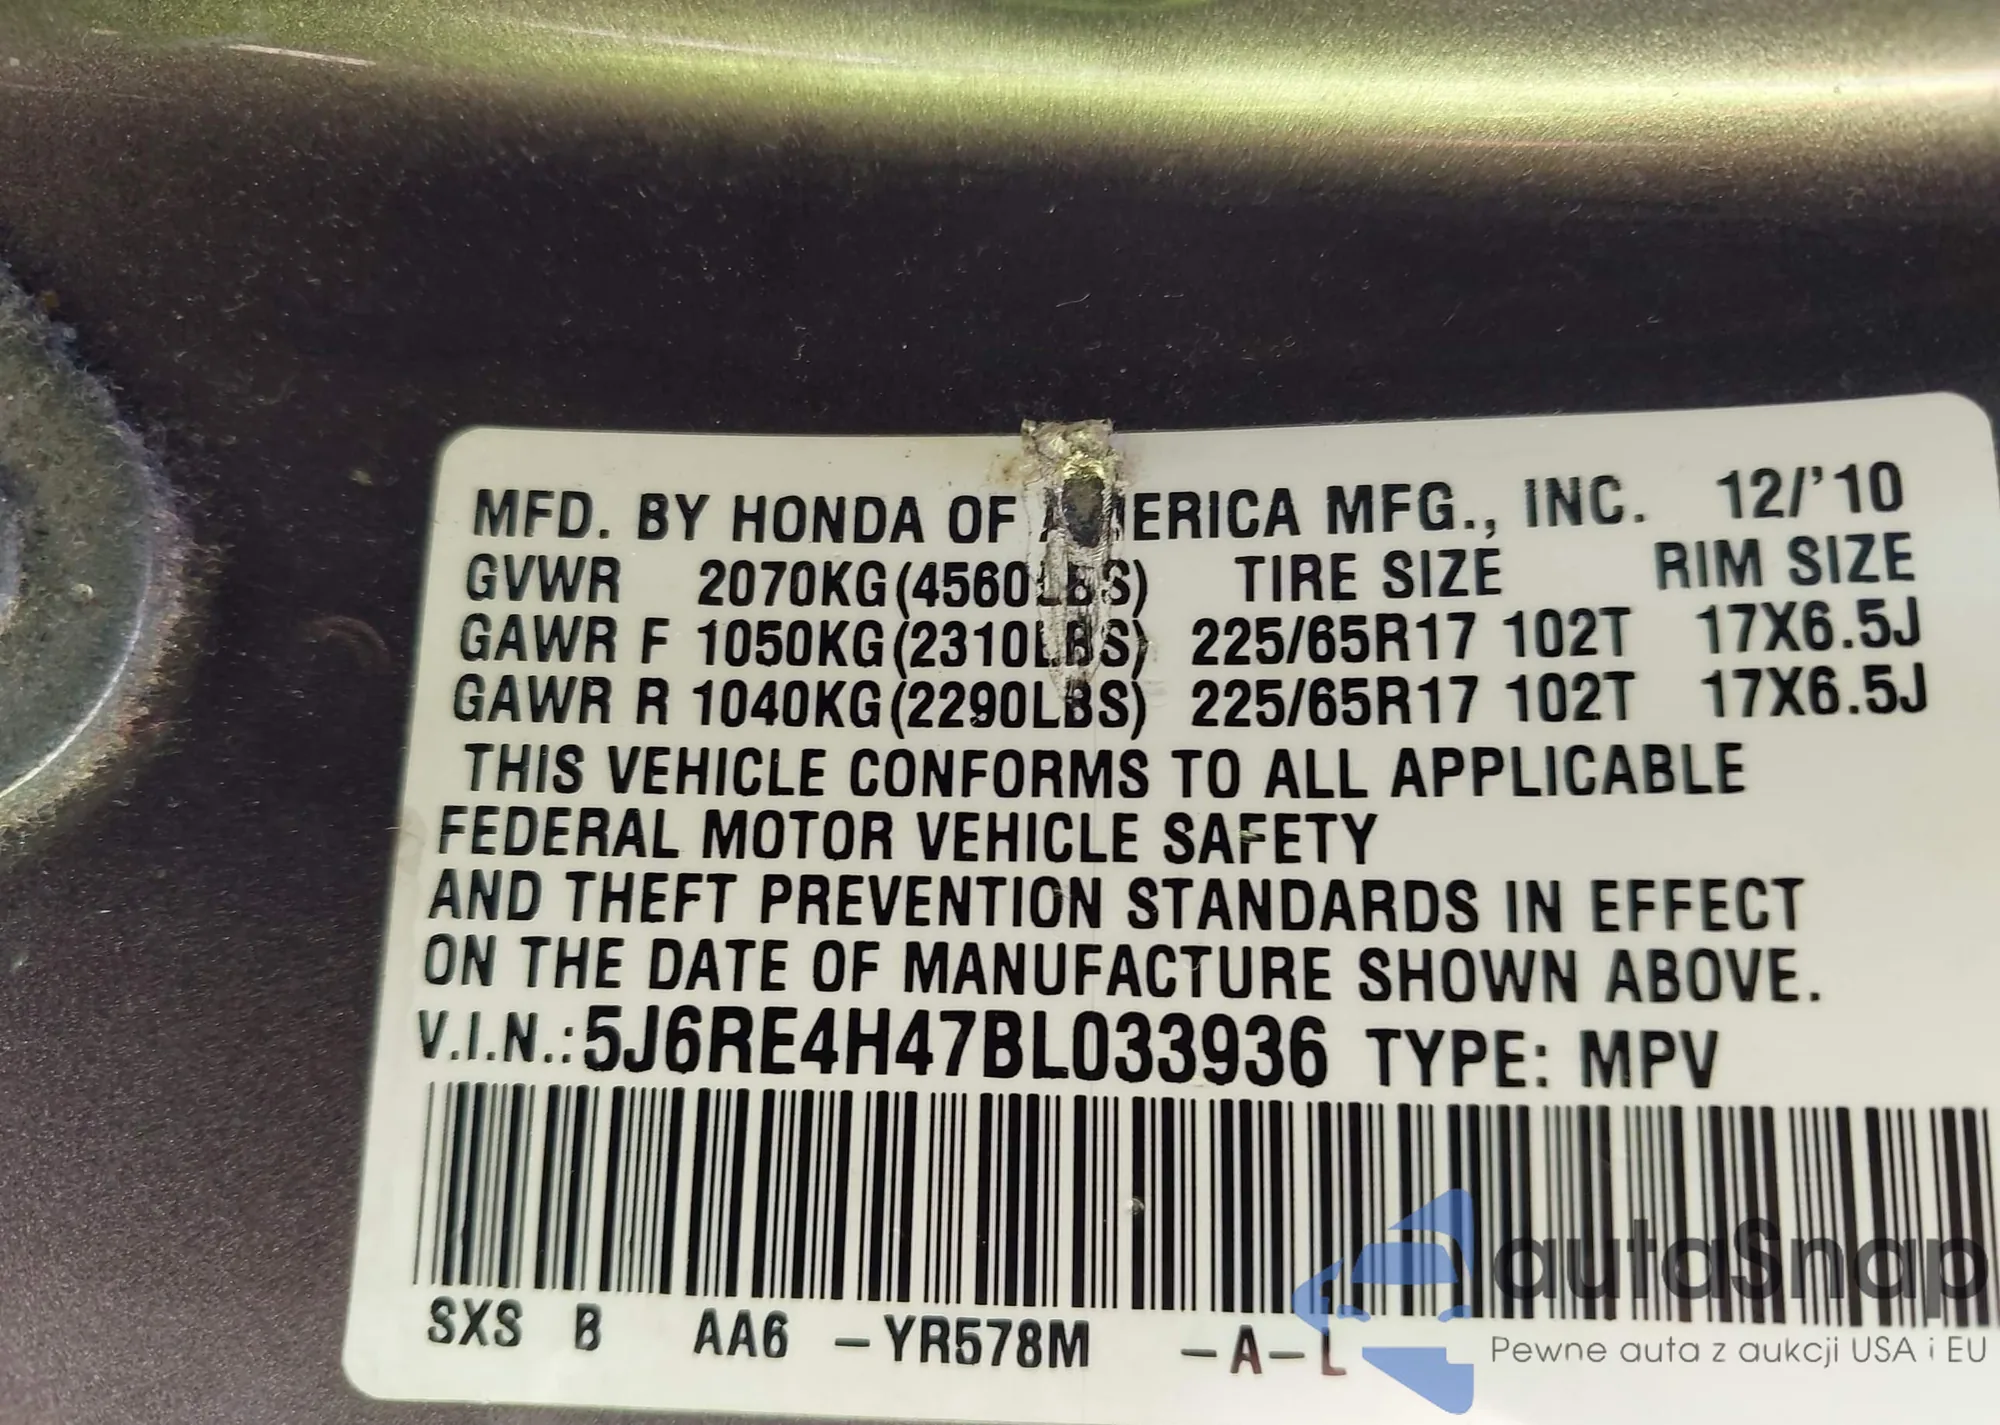 MFD. BY HONDA OF AMERICA MFG., INC. 12/'10
GVWR 2070KG(4560LBS) TIRE SIZE RIM SIZE
GAWR F 1050KG(2310LBS) 225/65R17 102T 17X6.5J
GAWR R 1040KG(2290LBS) 225/65R17 102T 17X6.5J
THIS VEHICLE CONFORMS TO ALL APPLICABLE
FEDERAL MOTOR VEHICLE SAFETY
AND THEFT PREVENTION STANDARDS IN EFFECT
ON THE DATE OF MANUFACTURE SHOWN ABOVE.
V.I.N.:5J6RE4H47BL033936 TYPE: MPV
SXS B AA6 -YR578M -A-L
autaSnap
Pewne auta z aukcji USA i EU